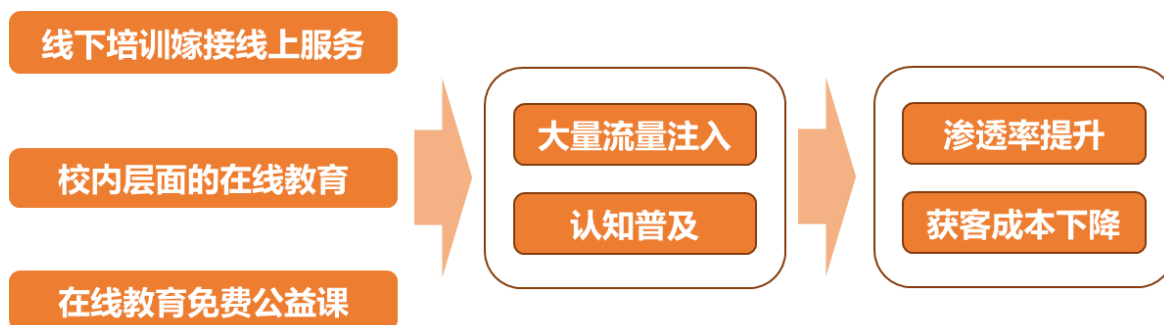 线下培训嫁接线上服务
校内层面的在线教育
在线教育免费公益课
大量流量注入
认知普及
渗透率提升
获客成本下降